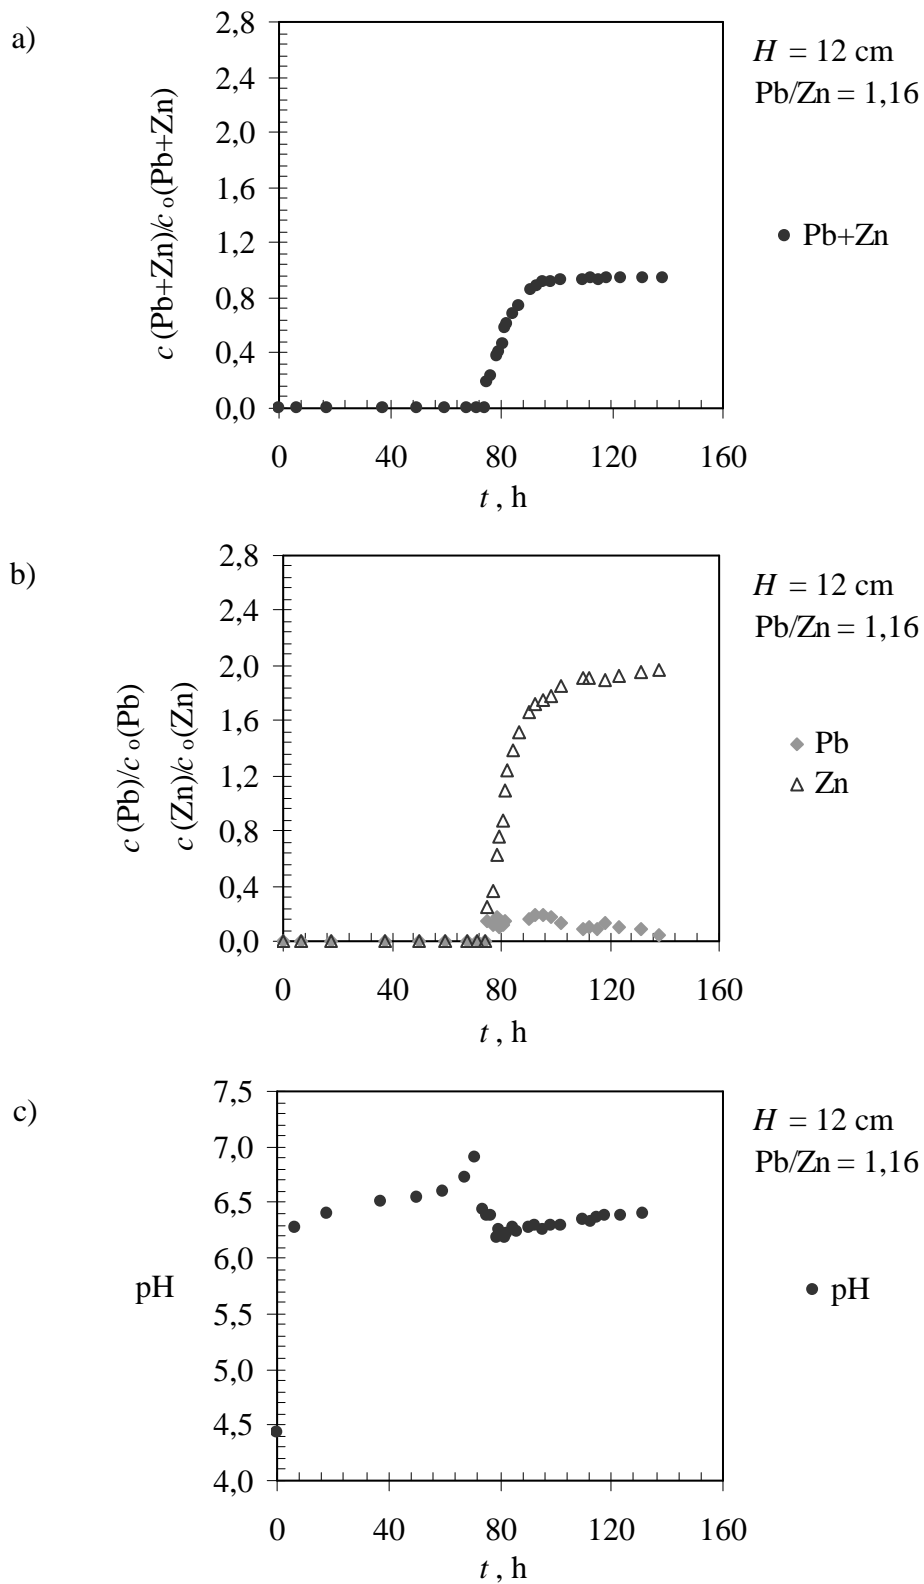 a)
c (Pb+Zn)/c o(Pb+Zn)
2,8
2,4
2,0
1,6
1,2
0,8
0,4
0,0
0 40 80 120 160
t , h
H = 12 cm
Pb/Zn = 1,16
Pb+Zn
b)
c (Pb)/c o(Pb)
c (Zn)/c o(Zn)
2,8
2,4
2,0
1,6
1,2
0,8
0,4
0,0
0 40 80 120 160
t , h
H = 12 cm
Pb/Zn = 1,16
Pb
Zn
c)
pH
7,5
7,0
6,5
6,0
5,5
5,0
4,5
4,0
0 40 80 120 160
t , h
H = 12 cm
Pb/Zn = 1,16
pH